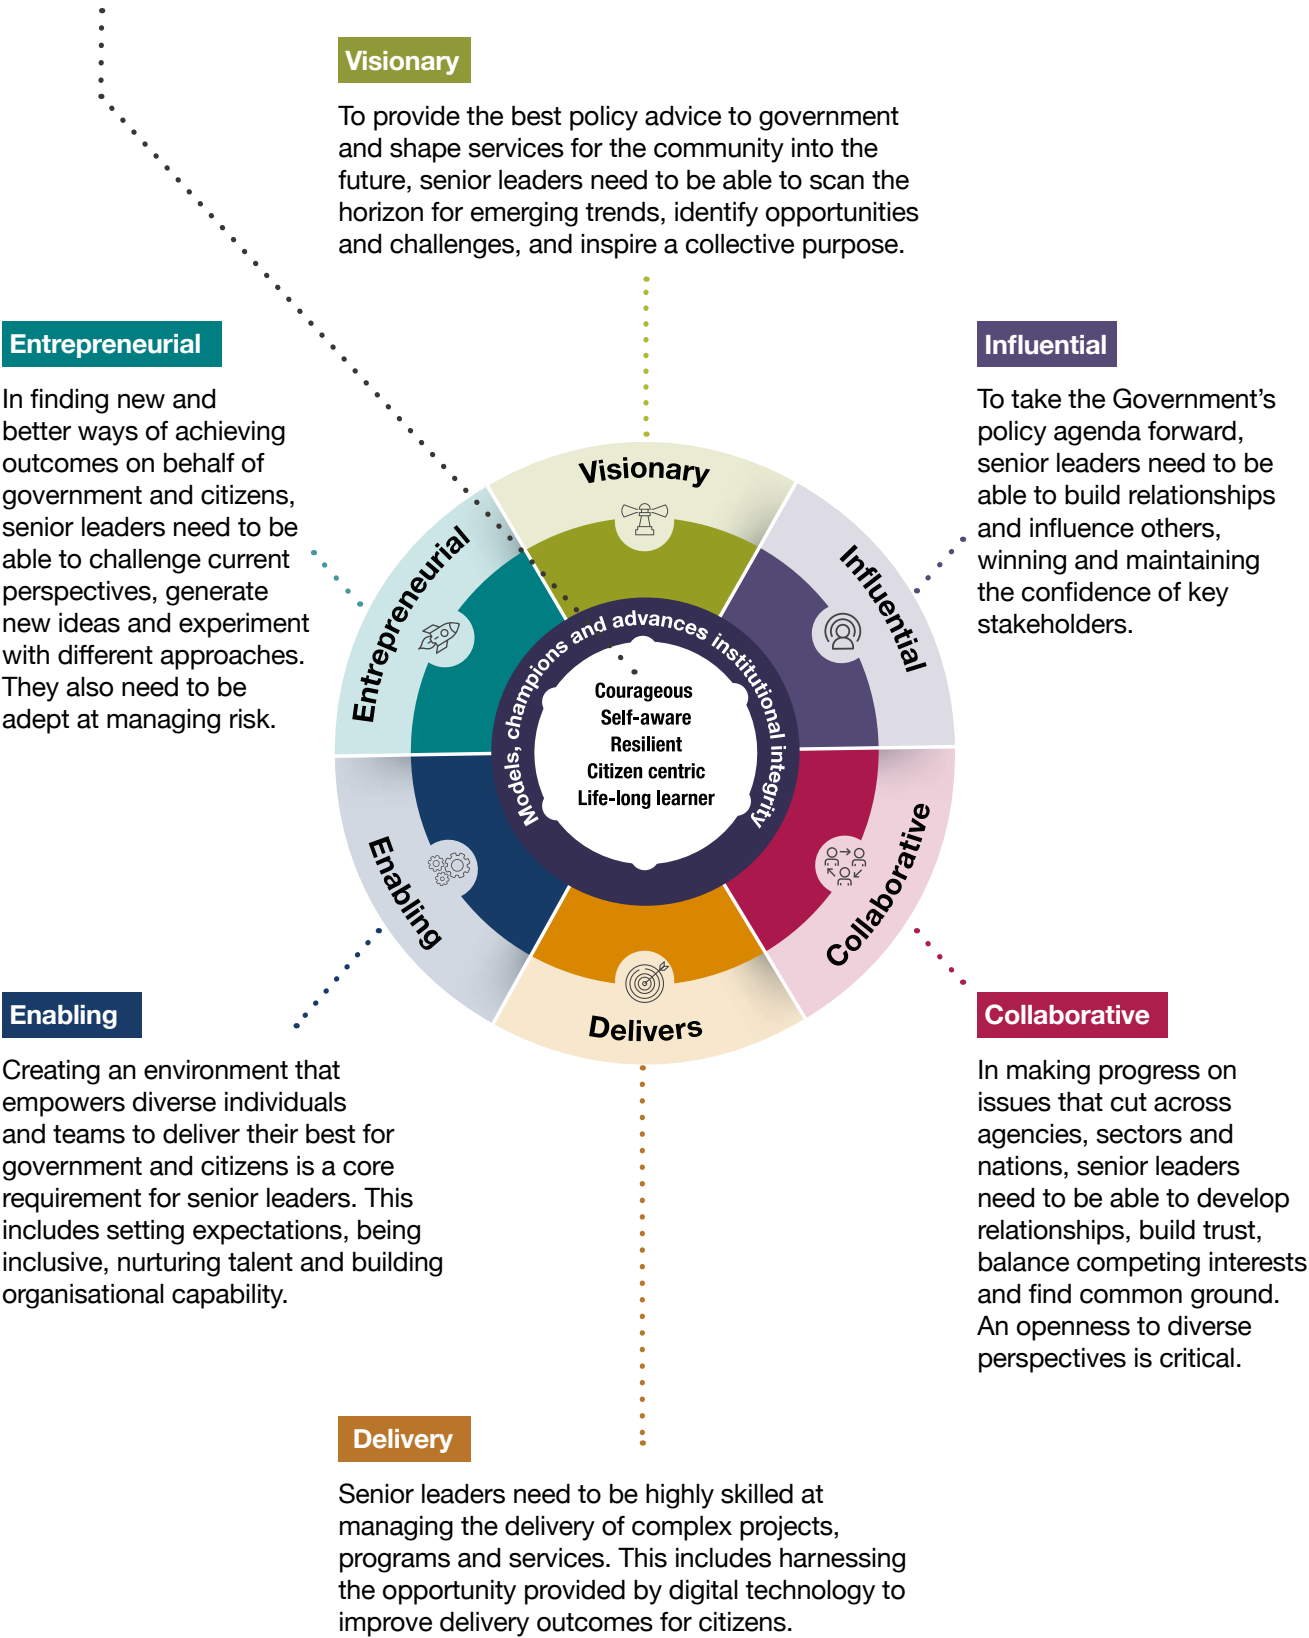 Visionary
To provide the best policy advice to government
and shape services for the community into the
future, senior leaders need to be able to scan the
horizon for emerging trends, identify opportunities
and challenges, and inspire a collective purpose.
Entrepreneurial
In finding new and
better ways of achieving
outcomes on behalf of
government and citizens,
senior leaders need to be
able to challenge current
perspectives, generate
new ideas and experiment
with different approaches.
They also need to be
adept at managing risk.
Influential
To take the Government’s
policy agenda forward,
senior leaders need to be
able to build relationships
and influence others,
winning and maintaining
the confidence of key
stakeholders.
Visionary
Influential
Collaborative
Delivers
Enabling
Entrepreneurial
Models, champions and advances institutional integrity
Courageous
Self-aware
Resilient
Citizen centric
Life-long learner
Enabling
Creating an environment that
empowers diverse individuals
and teams to deliver their best for
government and citizens is a core
requirement for senior leaders. This
includes setting expectations, being
inclusive, nurturing talent and building
organisational capability.
Collaborative
In making progress on
issues that cut across
agencies, sectors and
nations, senior leaders
need to be able to develop
relationships, build trust,
balance competing interests
and find common ground.
An openness to diverse
perspectives is critical.
Delivery
Senior leaders need to be highly skilled at
managing the delivery of complex projects,
programs and services. This includes harnessing
the opportunity provided by digital technology to
improve delivery outcomes for citizens.